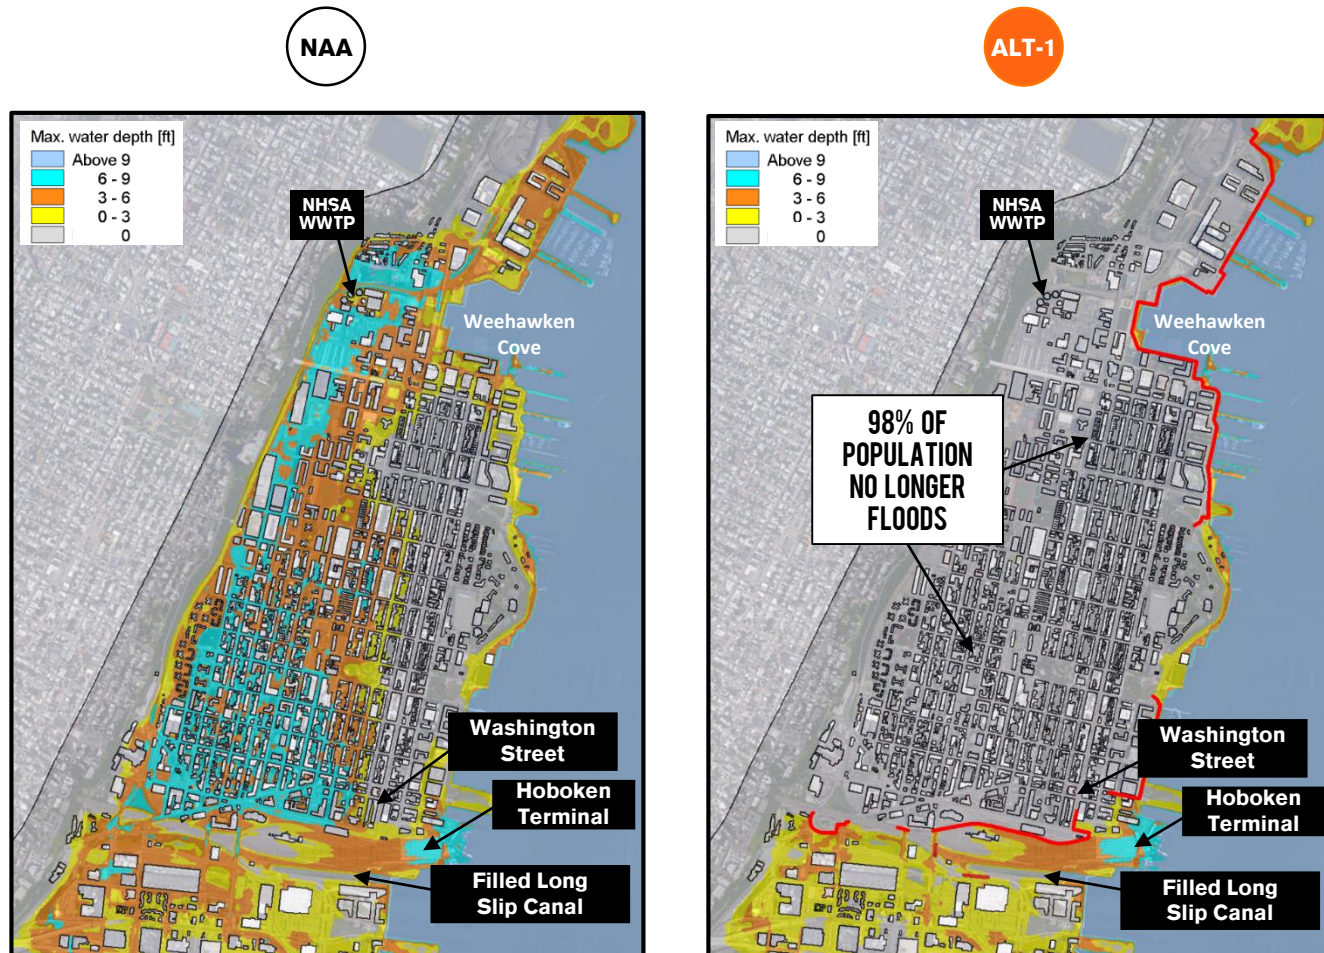 NAA
ALT-1
Max. water depth [ft]
Above 9
6 - 9
3 - 6
0 - 3
0
NHSA
WWTP
Weehawken
Cove
Washington
Street
Hoboken
Terminal
Filled Long
Slip Canal
Max. water depth [ft]
Above 9
6 - 9
3 - 6
0 - 3
0
NHSA
WWTP
Weehawken
Cove
98% OF
POPULATION
NO LONGER
FLOODS
Washington
Street
Hoboken
Terminal
Filled Long
Slip Canal